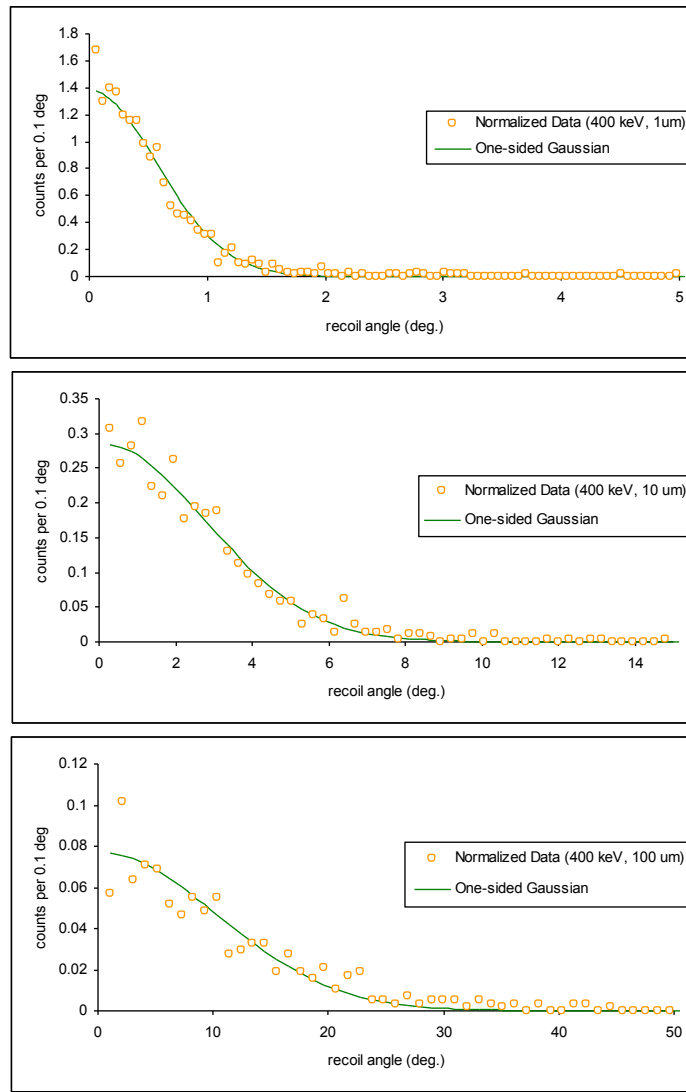 1.8
1.6
1.4
1.2
1
0.8
0.6
0.4
0.2
0
counts per 0.1 deg
Normalized Data (400 keV, 1um)
One-sided Gaussian
0 1 2 3 4 5
recoil angle (deg.)
0.35
0.3
0.25
0.2
0.15
0.1
0.05
0
counts per 0.1 deg
Normalized Data (400 keV, 10 um)
One-sided Gaussian
0 2 4 6 8 10 12 14
recoil angle (deg.)
0.12
0.1
0.08
0.06
0.04
0.02
0
counts per 0.1 deg
Normalized Data (400 keV, 100 um)
One-sided Gaussian
0 10 20 30 40 50
recoil angle (deg.)